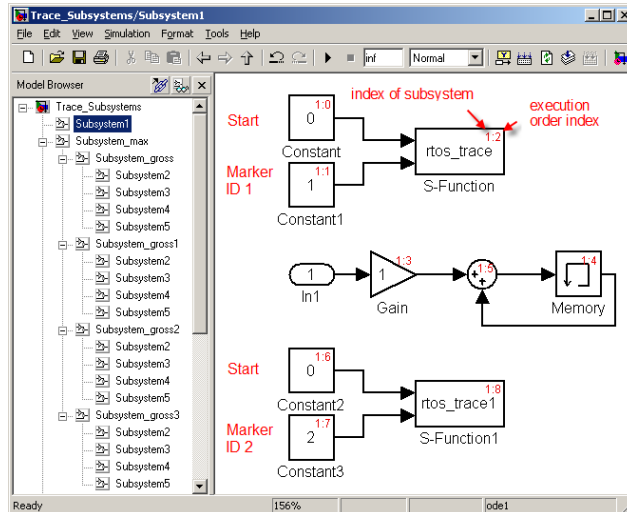 Trace_Subsystems/Subsystem1
File Edit View Simulation Format Tools Help
inf Normal
Model Browser
Trace_Subsystems
Subsystem1
Subsystem_max
Subsystem_gross
Subsystem2
Subsystem3
Subsystem4
Subsystem5
Subsystem_gross1
Subsystem2
Subsystem3
Subsystem4
Subsystem5
Subsystem_gross2
Subsystem2
Subsystem3
Subsystem4
Subsystem5
Subsystem_gross3
Subsystem2
Subsystem3
Subsystem4
Subsystem5
index of subsystem
execution
order index
Start
1:0
0
Constant
Marker
ID 1
1:1
1
Constant1
1:2
rtos_trace
S-Function
1
In1
1:3
1
Gain
1:5
+
+
1:4
Memory
Start
1:6
0
Constant2
Marker
ID 2
1:7
2
Constant3
1:8
rtos_trace1
S-Function1
Ready 156% ode1